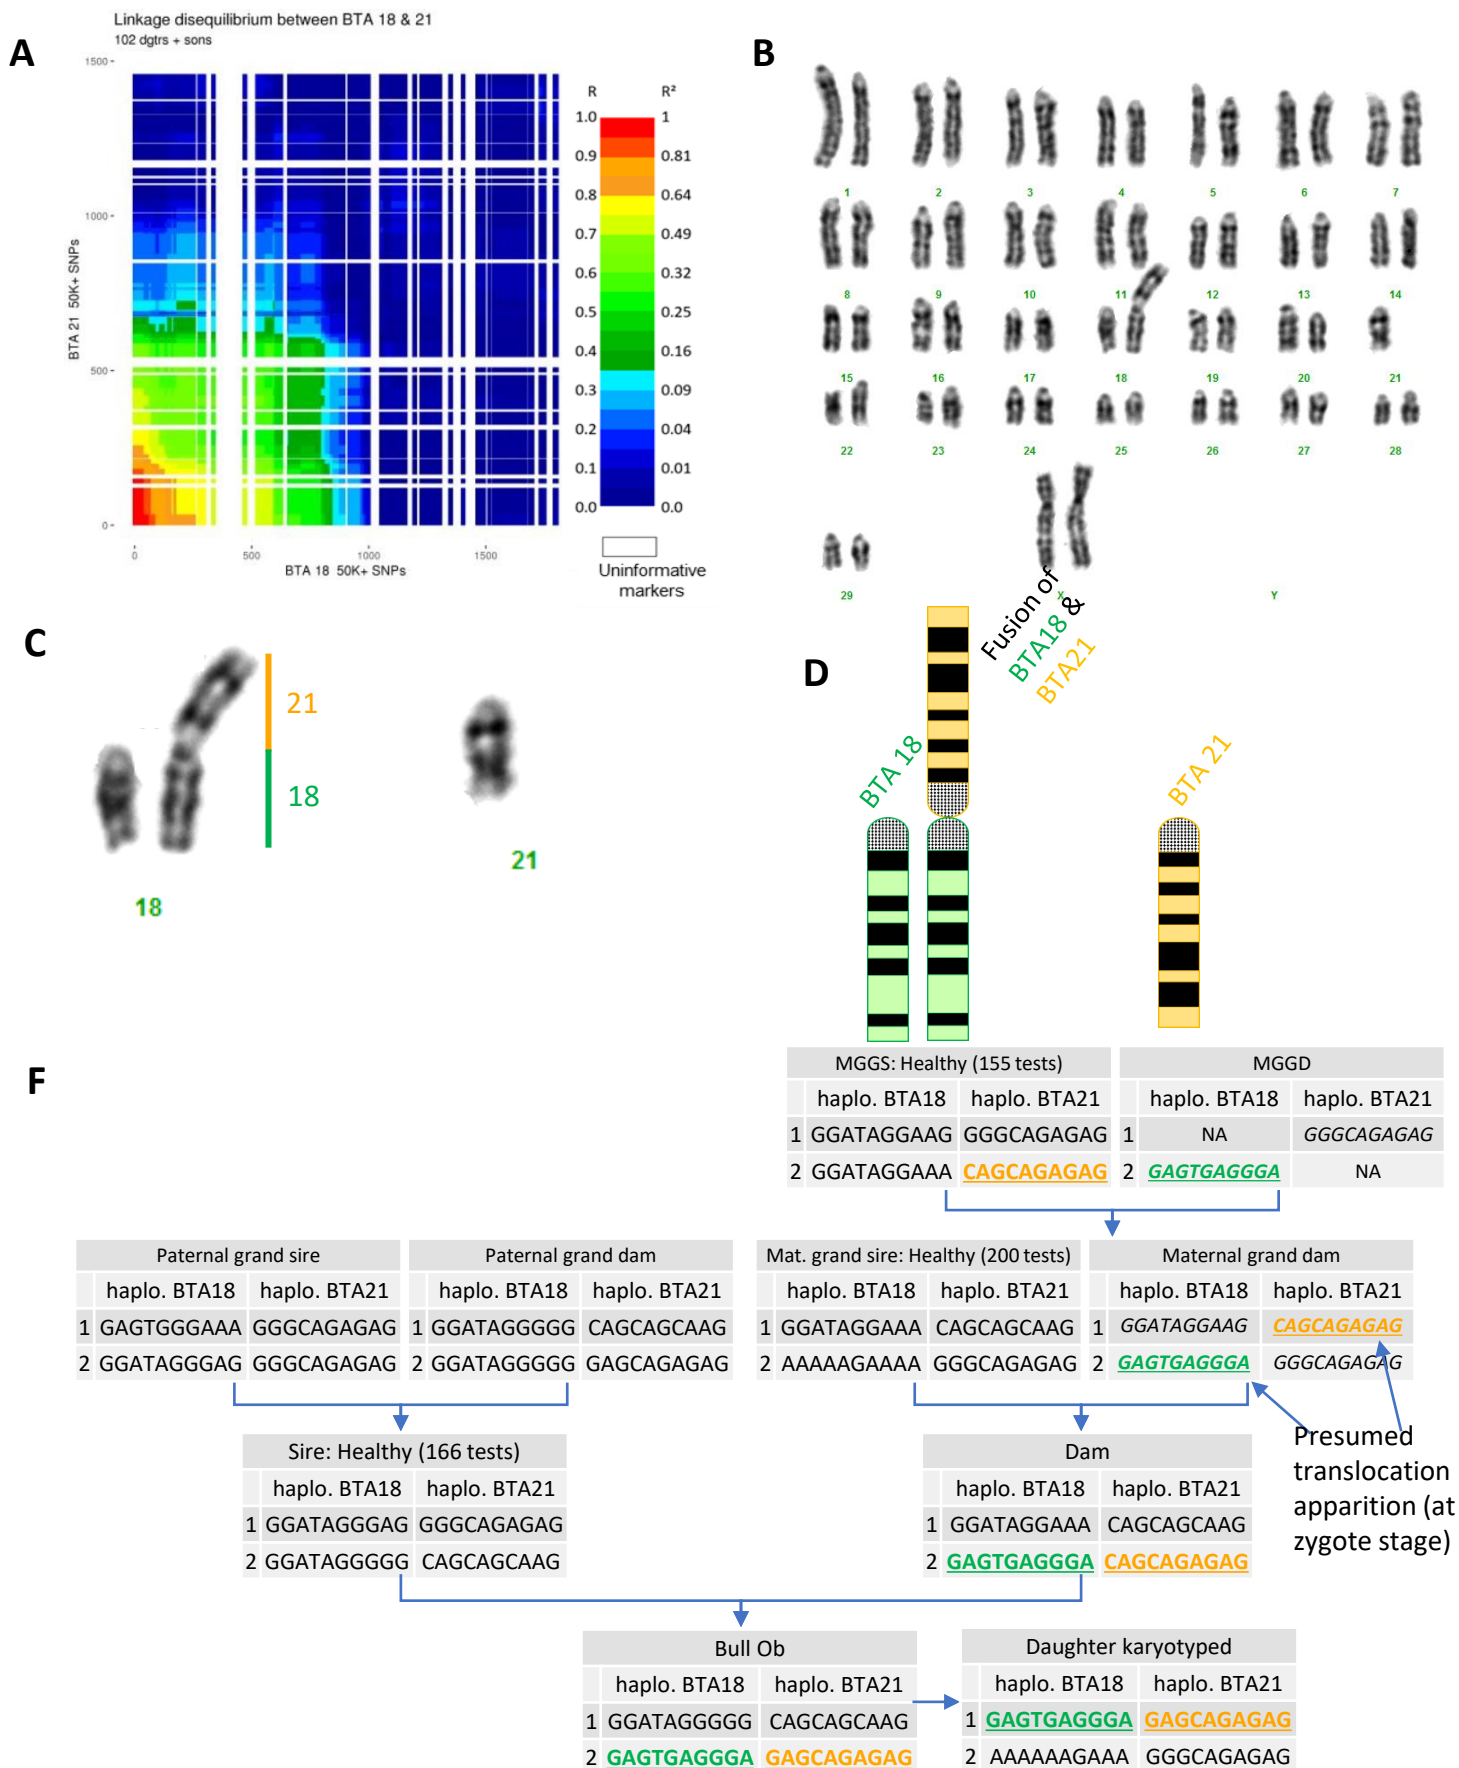 Linkage disequilibrium between BTA 18 & 21
102 dgtrs + sons
A
B
1500
1000
500
0
BTA 21 50K+ SNPs
0
500
1000
1500
BTA 18 50K+ SNPs
R
R²
1.0
1
0.9
0.81
0.8
0.64
0.7
0.49
0.6
0.32
0.5
0.25
0.4
0.16
0.3
0.09
0.2
0.04
0.1
0.01
0.0
0.0
Uninformative
markers
1 2 3 4 5 6 7
8 9 10 11 12 13 14
15 16 17 18 19 20 21
22 23 24 25 26 27 28
29 X Y
C
21
18
18
21
D
Fusion of
BTA18 &
BTA21
BTA 18
BTA 21
F
MGGS: Healthy (155 tests)
haplo. BTA18 haplo. BTA21
1 GGATAGGAAG GGGCAGAGAG
2 GGATAGGAAA CAGCAGAGAG
MGGD
haplo. BTA18 haplo. BTA21
1 NA GGGCAGAGAG
2 GAGTGAGGGA NA
Paternal grand sire
haplo. BTA18 haplo. BTA21
1 GAGTGGGAAA GGGCAGAGAG
2 GGATAGGGAG GGGCAGAGAG
Paternal grand dam
haplo. BTA18 haplo. BTA21
1 GGATAGGGGG CAGCAGCAAG
2 GGATAGGGGG GAGCAGAGAG
Mat. grand sire: Healthy (200 tests)
haplo. BTA18 haplo. BTA21
1 GGATAGGAAA CAGCAGCAAG
2 AAAAAGAAAA GGGCAGAGAG
Maternal grand dam
haplo. BTA18 haplo. BTA21
1 GGATAGGAAG CAGCAGAGAG
2 GAGTGAGGGA GGGCAGAGAG
Presumed
translocation
apparition (at
zygote stage)
Sire: Healthy (166 tests)
haplo. BTA18 haplo. BTA21
1 GGATAGGGAG GGGCAGAGAG
2 GGATAGGGGG CAGCAGCAAG
Dam
haplo. BTA18 haplo. BTA21
1 GGATAGGAAA CAGCAGCAAG
2 GAGTGAGGGA CAGCAGAGAG
Bull Ob
haplo. BTA18 haplo. BTA21
1 GGATAGGGGG CAGCAGCAAG
2 GAGTGAGGGA GAGCAGAGAG
Daughter karyotyped
haplo. BTA18 haplo. BTA21
1 GAGTGAGGGA GAGCAGAGAG
2 AAAAAAGAAA GGGCAGAGAG